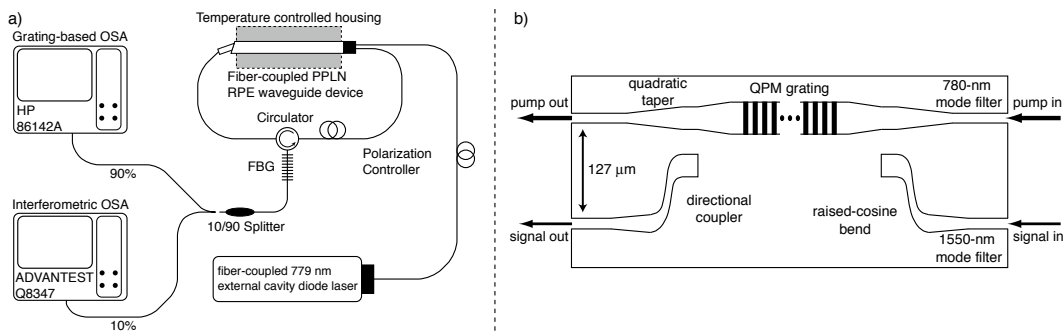 a)
Grating-based OSA
HP
86142A
90%
Interferometric OSA
ADVANTEST
Q8347
10%
Temperature controlled housing
Fiber-coupled PPLN
RPE waveguide device
Circulator
FBG
Polarization
Controller
10/90 Splitter
fiber-coupled 779 nm
external cavity diode laser
b)
quadratic
taper
QPM grating
780-nm
mode filter
pump out
pump in
127 μm
directional
coupler
raised-cosine
bend
signal out
signal in
1550-nm
mode filter